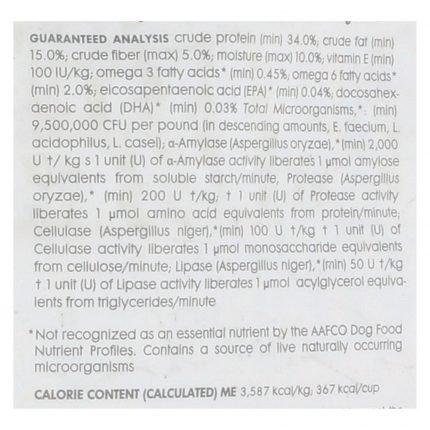 GUARANTEED ANALYSIS crude protein (min) 34.0%; crude fat (min)
15.0%; crude fiber (max) 5.0%; moisture (max) 10.0%; vitamin E (min)
100 IU/kg; omega 3 fatty acids* (min) 0.45%; omega 6 fatty acids*
(min) 2.0%; eicosapentaenoic acid (EPA)* (min) 0.04%; docosahex-
aenoic acid (DHA)* (min) 0.03% Total Microorganisms,*: (min)
9,500,000 CFU per pound (in descending amounts, E. faecium, L.
acidophilus, L. casel); α-Amylase (Aspergillus oryzae),*(min) 2,000
U †/ kg s 1 unit (U) of α-Amylase activity liberates 1 µmol amylose
equivalents from soluble starch/minute, Protease (Aspergillus
oryzae),* (min) 200 U †/kg; † 1 unit (U) of Protease activity
liberates 1 µmol amino acid equivalents from protein/minute;
Cellulase (Aspergillus niger),*(min) 100 U †/kg † 1 unit (U) of
Cellulase activity liberates 1 µmol monosaccharide equivalents
from cellulose/minute; Lipase (Aspergillus niger),*(min) 50 U †/kg
† 1 unit (U) of Lipase activity liberates 1 µmol acylglycerol equiva-
lents from triglycerides/minute
*Not recognized as an essential nutrient by the AAFCO Dog Food
Nutrient Profiles. Contains a source of live naturally occurring
microorganisms
CALORIE CONTENT (CALCULATED) ME 3,587 kcal/kg; 367 kcal/cup